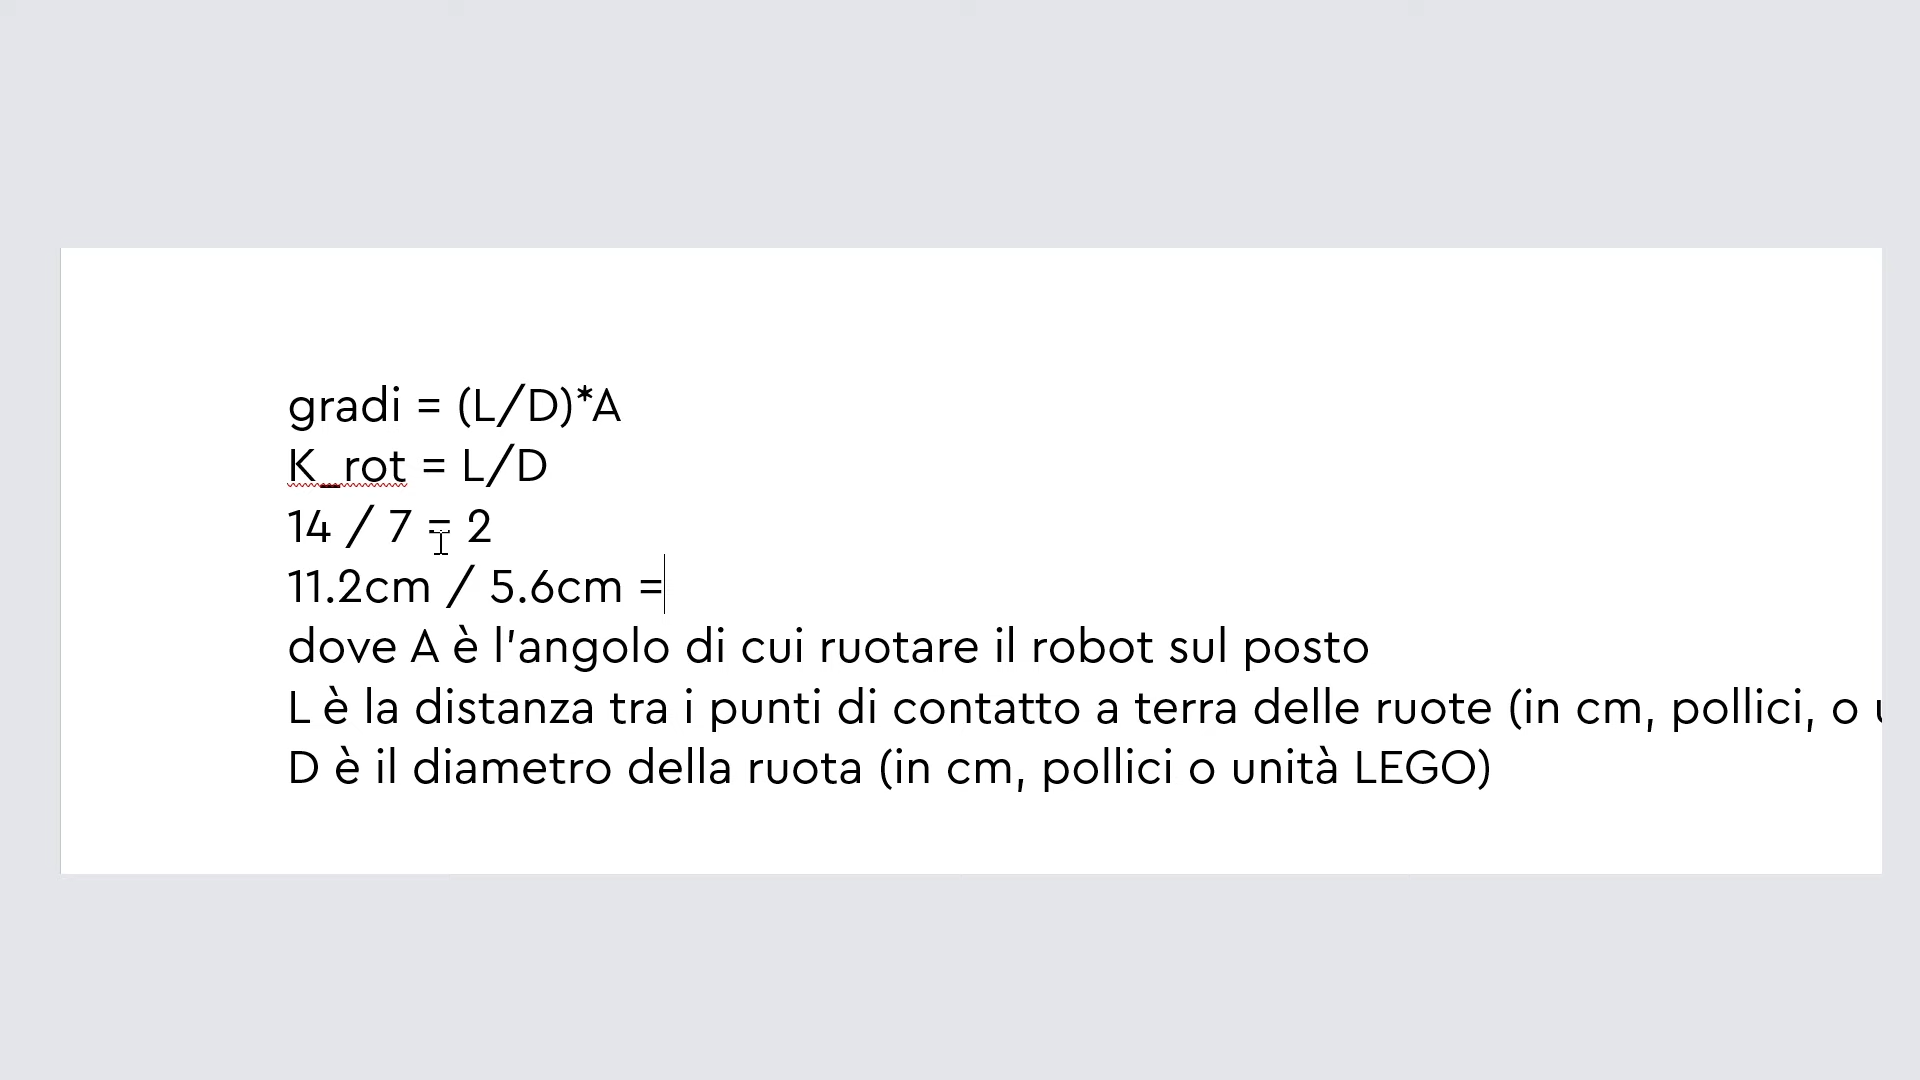 gradi = (L/D)*A
K_rot = L/D
14 / 7 = 2
11.2cm / 5.6cm =
dove A è l'angolo di cui ruotare il robot sul posto
L è la distanza tra i punti di contatto a terra delle ruote (in cm, pollici, o
D è il diametro della ruota (in cm, pollici o unità LEGO)